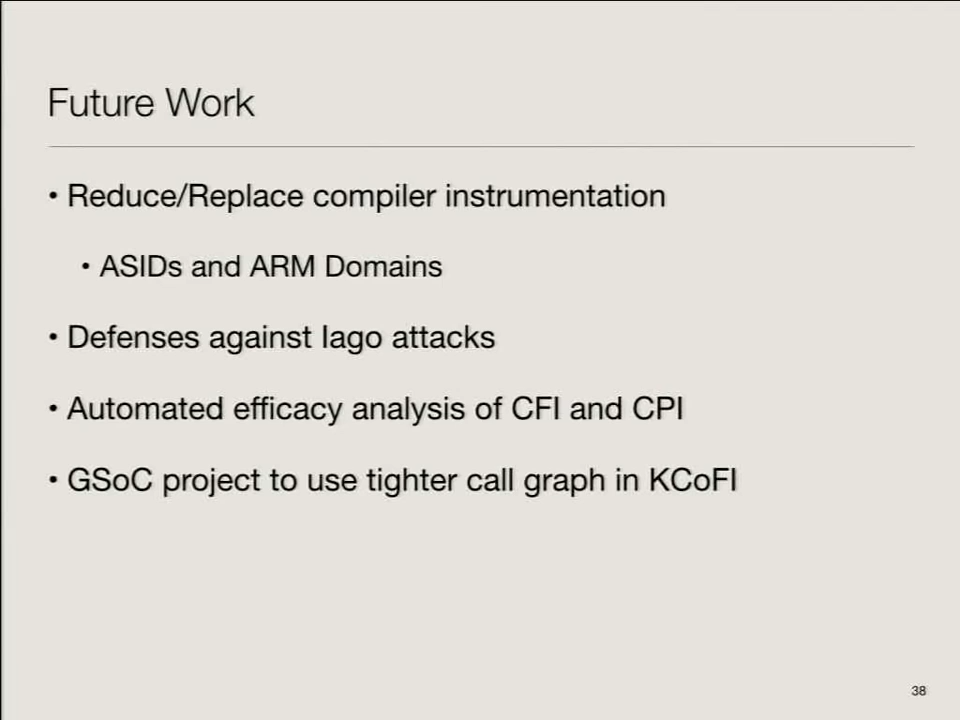 Future Work
• Reduce/Replace compiler instrumentation
• ASIDs and ARM Domains
• Defenses against Iago attacks
• Automated efficacy analysis of CFI and CPI
• GSoC project to use tighter call graph in KCoFI
38